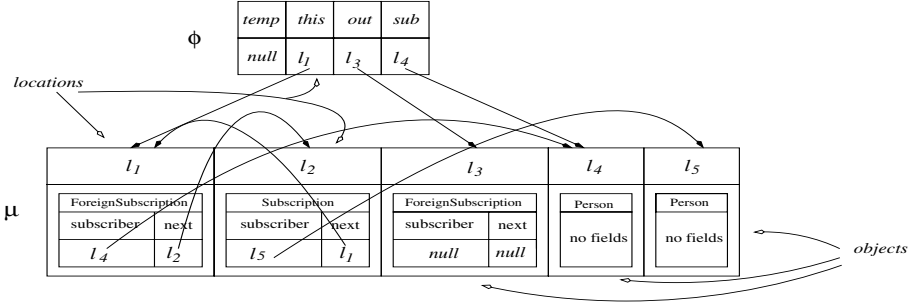 temp this out sub
ϕ
null l1 l3 l4
locations
l1 l2 l3 l4 l5
μ
ForeignSubscription Subscription ForeignSubscription Person Person
subscriber next subscriber next subscriber next
no fields no fields
l4 l2 l5 l1 null null
objects